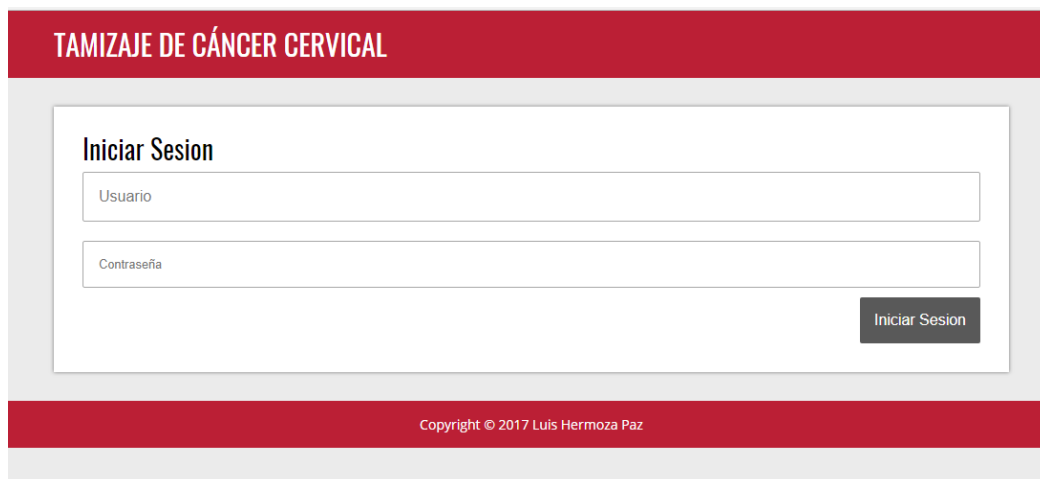 TAMIZAJE DE CÁNCER CERVICAL
Iniciar Sesion
Usuario
Contraseña
Iniciar Sesion
Copyright © 2017 Luis Hermoza Paz